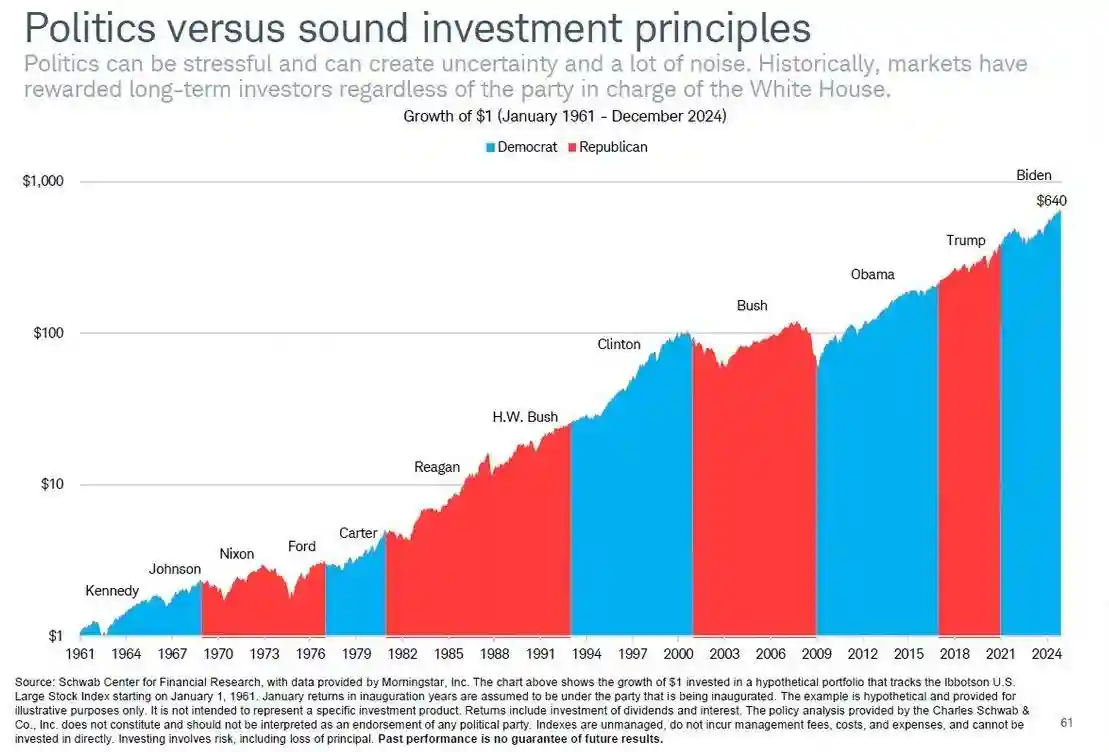 Politics versus sound investment principles
Politics can be stressful and can create uncertainty and a lot of noise. Historically, markets have
rewarded long-term investors regardless of the party in charge of the White House.
Growth of $1 (January 1961 - December 2024)
Democrat Republican
Biden
$1,000
$640
Trump
Obama
Bush
$100
Clinton
H.W. Bush
Reagan
$10
Carter
Ford
Nixon
Johnson
Kennedy
$1
1961 1964 1967 1970 1973 1976 1979 1982 1985 1988 1991 1994 1997 2000 2003 2006 2009 2012 2015 2018 2021 2024
Source: Schwab Center for Financial Research, with data provided by Morningstar, Inc. The chart above shows the growth of $1 invested in a hypothetical portfolio that tracks the Ibbotson U.S.
Large Stock Index starting on January 1, 1961. January returns in inauguration years are assumed to be under the party that is being inaugurated. The example is hypothetical and provided for
illustrative purposes only. It is not intended to represent a specific investment product. Returns include investment of dividends and interest. The policy analysis provided by the Charles Schwab &
Co., Inc. does not constitute and should not be interpreted as an endorsement of any political party. Indexes are unmanaged, do not incur management fees, costs, and expenses, and cannot be
invested in directly. Investing involves risk, including loss of principal. Past performance is no guarantee of future results.
61